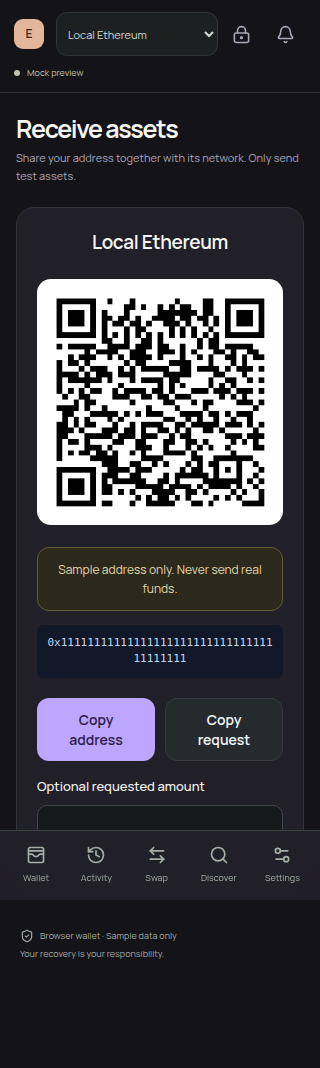 E
Local Ethereum
Mock preview
Receive assets
Share your address together with its network. Only send
test assets.
Local Ethereum
Sample address only. Never send real
funds.
0x11111111111111111111111111111111
11111111
Copy
address
Copy
request
Optional requested amount
Wallet
Activity
Swap
Discover
Settings
Browser wallet · Sample data only
Your recovery is your responsibility.